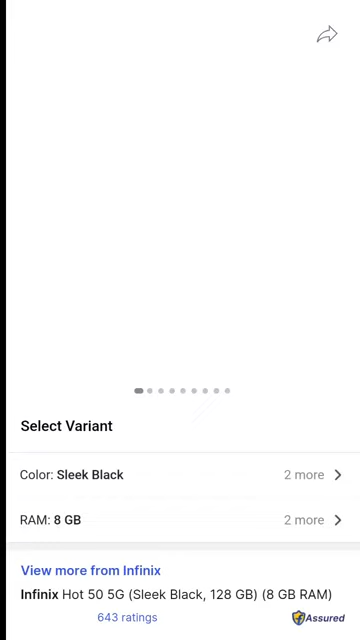 Select Variant
Color: Sleek Black 2 more
RAM: 8 GB 2 more
View more from Infinix
Infinix Hot 50 5G (Sleek Black, 128 GB) (8 GB RAM)
643 ratings Assured